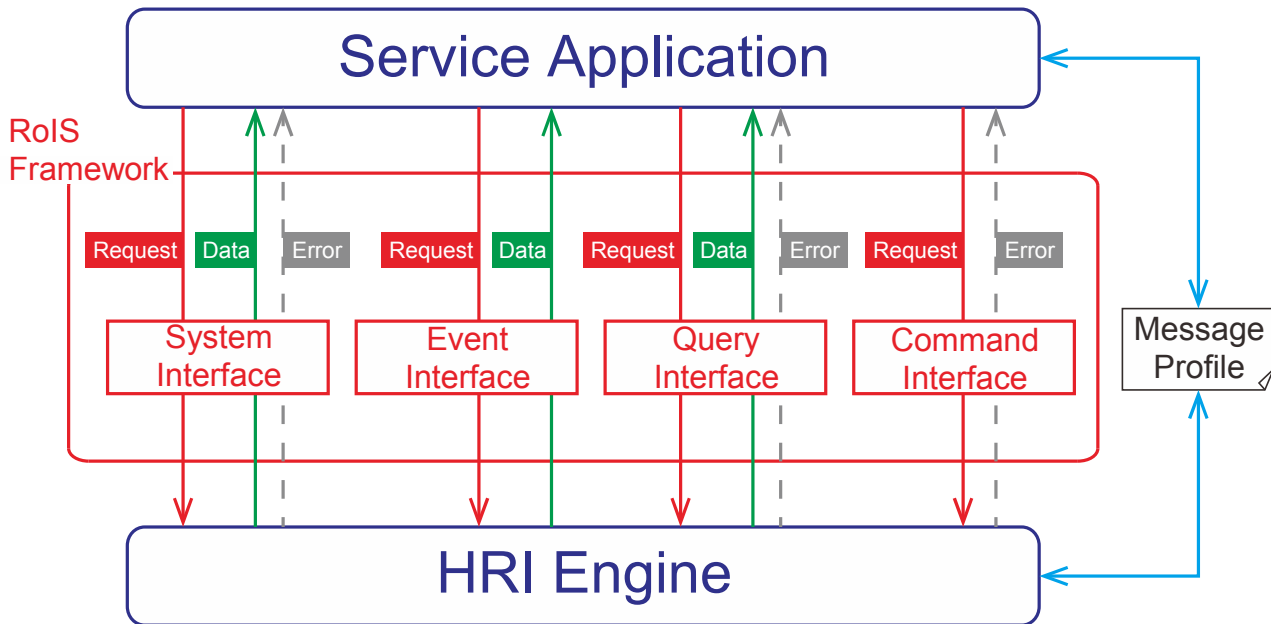 Service Application
RoIS
Framework
Request Data Error Request Data Request Data Error Request Error
System
Interface
Event
Interface
Query
Interface
Command
Interface
Message
Profile
HRI Engine